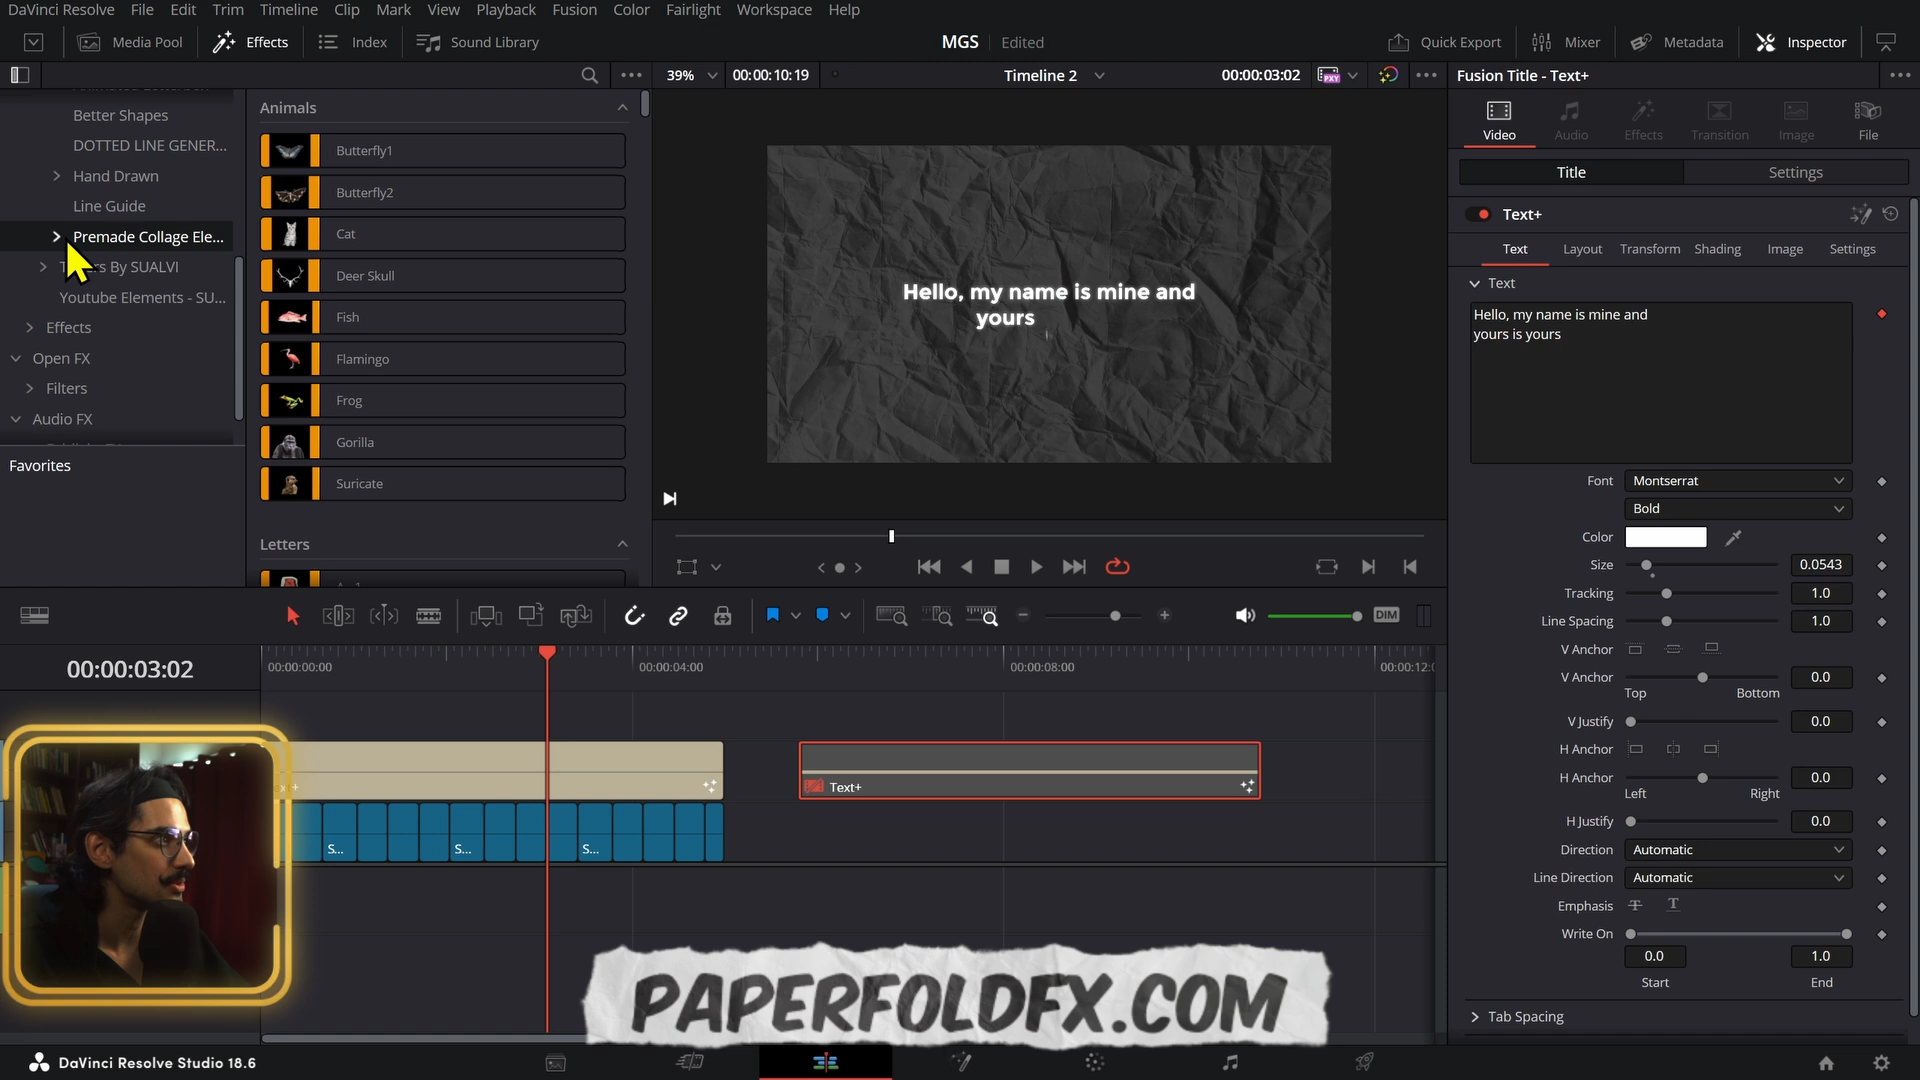 DaVinci Resolve File Edit Trim Timeline Clip Mark View Playback Fusion Color Fairlight Workspace Help
Media Pool Effects Index Sound Library MGS Edited Quick Export Mixer Metadata Inspector
39% 00:00:10:19 Timeline 2 00:00:03:02 Fusion Title - Text+
Better Shapes
DOTTED LINE GENER...
Hand Drawn
Line Guide
Premade Collage Ele...
By SUALVI
Youtube Elements - SU...
Effects
Open FX
Filters
Audio FX
Favorites
Animals
Butterfly1
Butterfly2
Cat
Deer Skull
Fish
Flamingo
Frog
Gorilla
Suricate
Letters
Hello, my name is mine and
yours
Video Audio Effects Transition Image File
Title Settings
Text+
Text Layout Transform Shading Image Settings
Text
Hello, my name is mine and
yours is yours
Font Montserrat
Bold
Color
Size 0.0543
Tracking 1.0
Line Spacing 1.0
V Anchor
V Anchor 0.0
Top Bottom
V Justify 0.0
H Anchor
H Anchor 0.0
Left Right
H Justify 0.0
Direction Automatic
Line Direction Automatic
Emphasis
Write On
0.0 1.0
Start End
Tab Spacing
DIM
00:00:03:02
00:00:00:00 00:00:04:00 00:00:08:00 00:00:12:
Text+
S... S... S...
PAPERFOLDFX.COM
DaVinci Resolve Studio 18.6